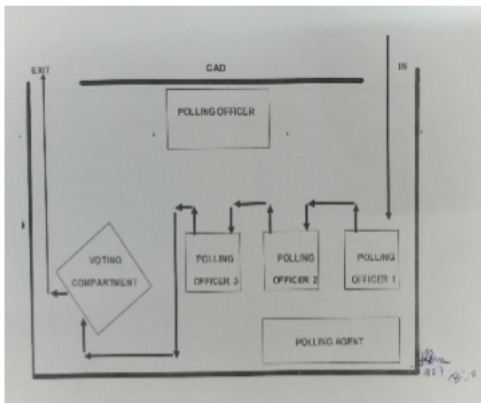 EXIT
CAD
IN
POLLING OFFICER
VOTING
COMPARTMENT
POLLING
OFFICER 3
POLLING
OFFICER 2
POLLING
OFFICER 1
POLLING AGENT